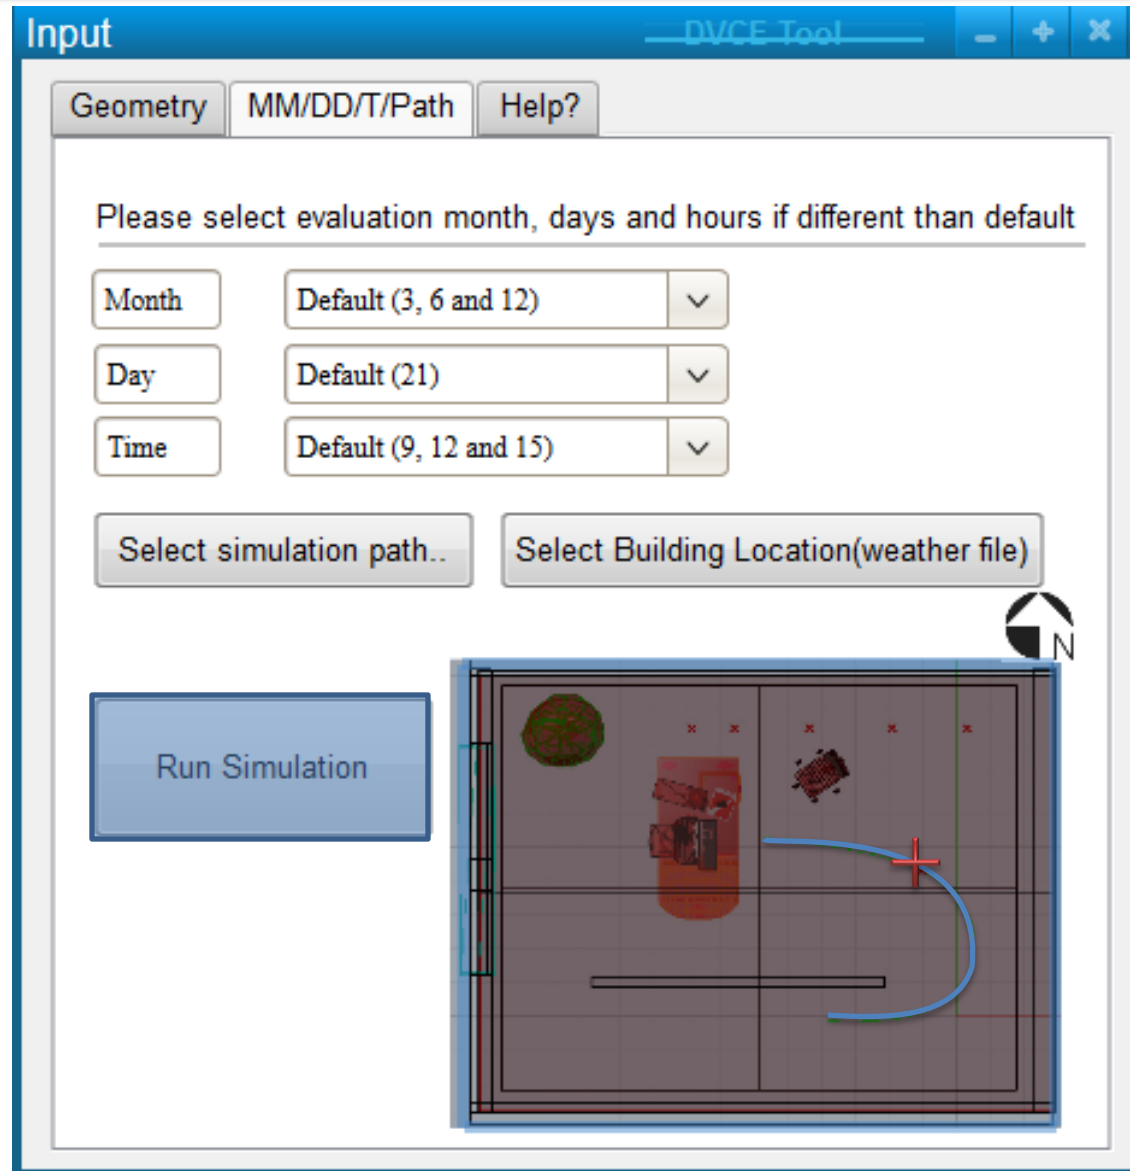 Input
DVCE Tool
Geometry MM/DD/T/Path Help?
Please select evaluation month, days and hours if different than default
Month Default (3, 6 and 12)
Day Default (21)
Time Default (9, 12 and 15)
Select simulation path.. Select Building Location(weather file)
N
Run Simulation